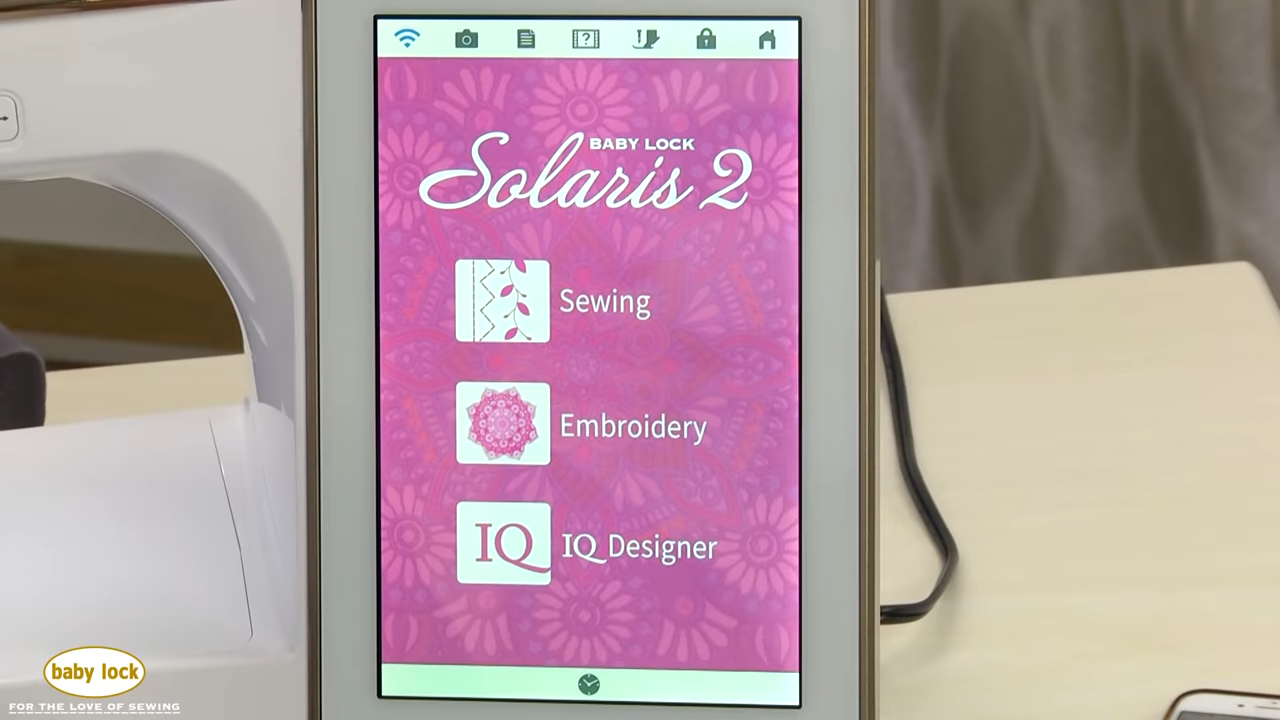 BABY LOCK
Solaris 2
Sewing
Embroidery
IQ
IQ Designer
baby lock
FOR THE LOVE OF SEWING